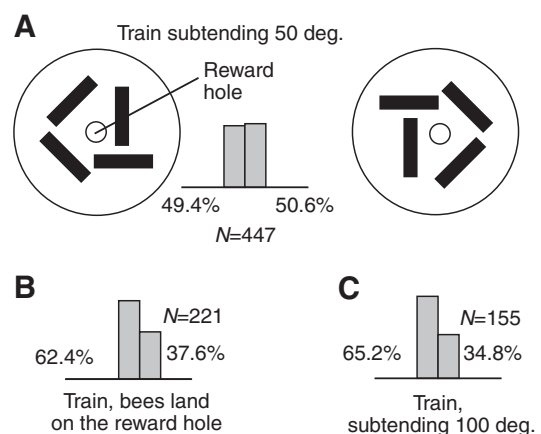 A
Train subtending 50 deg.
Reward
hole
49.4%
50.6%
N=447
B
N=221
62.4%
37.6%
Train, bees land
on the reward hole
C
N=155
65.2%
34.8%
Train,
subtending 100 deg.